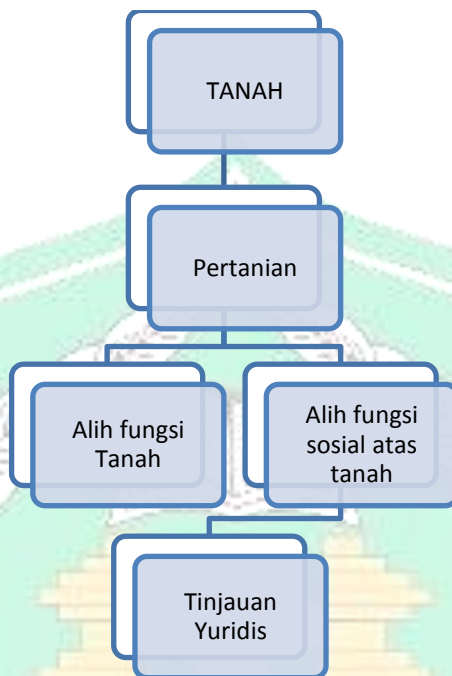 TANAH
Pertanian
Alih fungsi
Tanah
Alih fungsi
sosial atas
tanah
Tinjauan
Yuridis